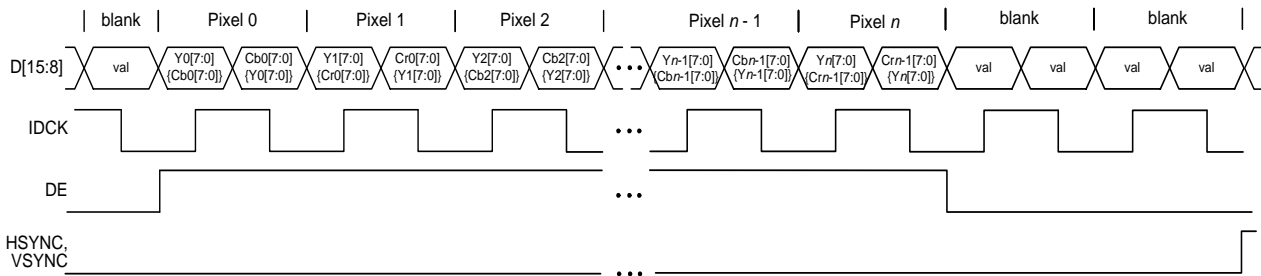 blank Pixel 0 Pixel 1 Pixel 2 Pixel n - 1 Pixel n blank blank
D[15:8] val Y0[7:0] {Cb0[7:0]} Cb0[7:0] {Y0[7:0]} Y1[7:0] {Cr0[7:0]} Cr0[7:0] {Y1[7:0]} Y2[7:0] {Cb2[7:0]} Cb2[7:0] {Y2[7:0]} ••• Yn-1[7:0] {Cbn-1[7:0]} Cbn-1[7:0] {Yn-1[7:0]} Yn[7:0] {Crn-1[7:0]} Crn-1[7:0] {Yn[7:0]} val val val val
IDCK •••
DE •••
HSYNC,
VSYNC •••